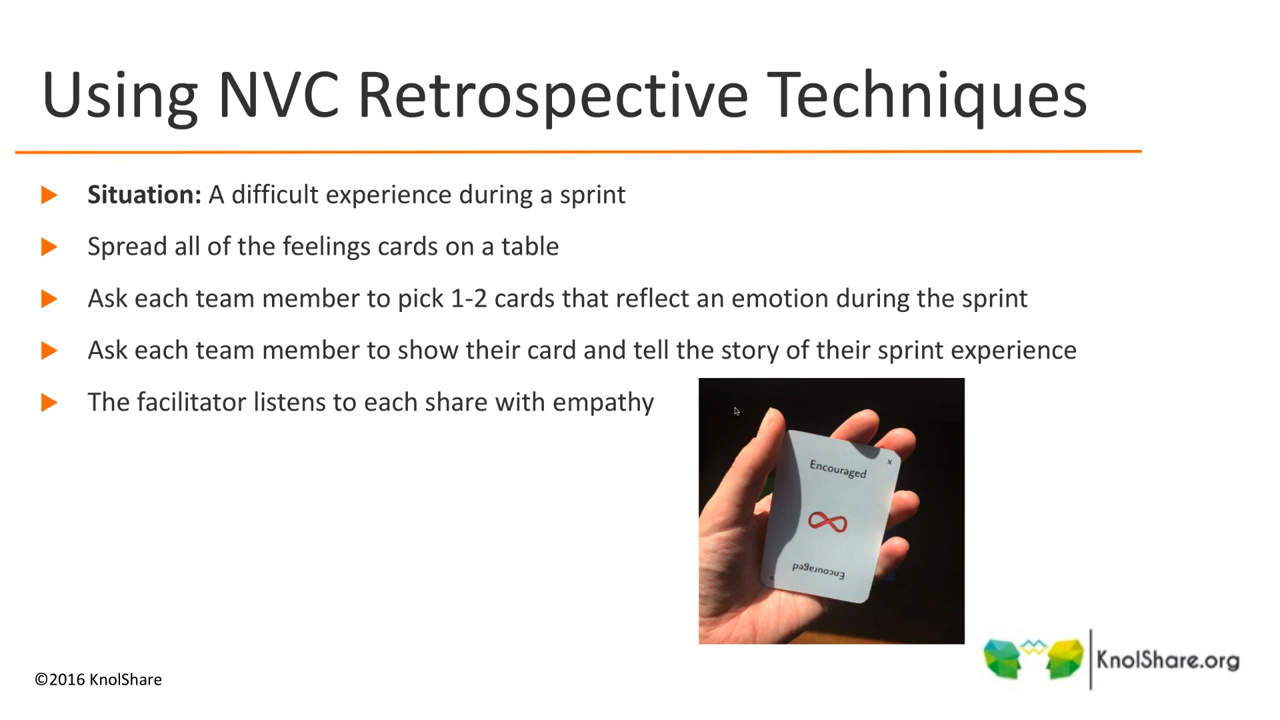 Using NVC Retrospective Techniques
Situation: A difficult experience during a sprint
Spread all of the feelings cards on a table
Ask each team member to pick 1-2 cards that reflect an emotion during the sprint
Ask each team member to show their card and tell the story of their sprint experience
The facilitator listens to each share with empathy
Encouraged
x
Encouraged
©2016 KnolShare
KnolShare.org